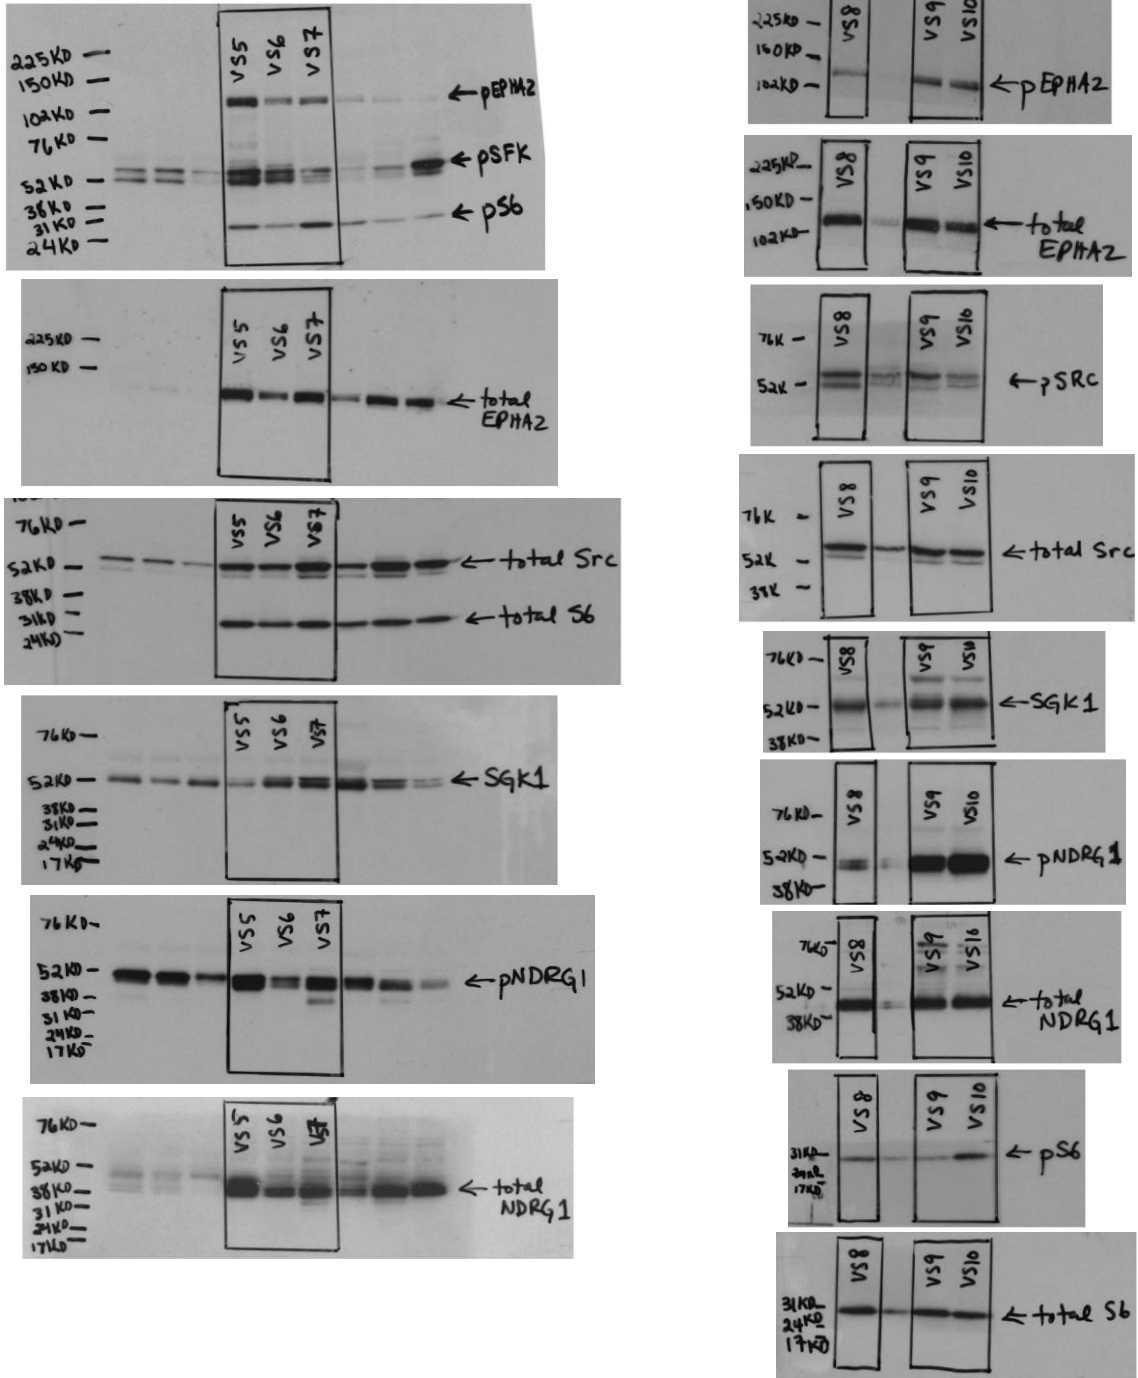 225KD
150KD
102KD
76KD
52KD
38KD
31KD
24KD
VS5
VS6
VS7
← pEPHA2
← pSFK
← pS6
225KD
150KD
VS5
VS6
VS7
← total
EPHA2
76KD
52KD
38KD
31KD
24KD
VS5
VS6
VS7
← total Src
← total S6
76KD
52KD
38KD
31KD
24KD
17KD
VS5
VS6
VS7
← SGK1
76KD
52KD
38KD
31KD
24KD
17KD
VS5
VS6
VS7
← pNDRG1
76KD
52KD
38KD
31KD
24KD
17KD
VS5
VS6
VS7
← total
NDRG1
225KD
150KD
102KD
VS8
VS9
VS10
← pEPHA2
225KD
150KD
102KD
VS8
VS9
VS10
← total
EPHA2
76K
52K
VS8
VS9
VS10
← pSRC
76K
52K
38K
VS8
VS9
VS10
← total Src
76KD
52KD
38KD
VS8
VS9
VS10
← SGK1
76KD
52KD
38KD
VS8
VS9
VS10
← pNDRG1
76KD
52KD
38KD
VS8
VS9
VS10
← total
NDRG1
31KD
24KD
17KD
VS8
VS9
VS10
← pS6
31KD
24KD
17KD
VS8
VS9
VS10
← total S6